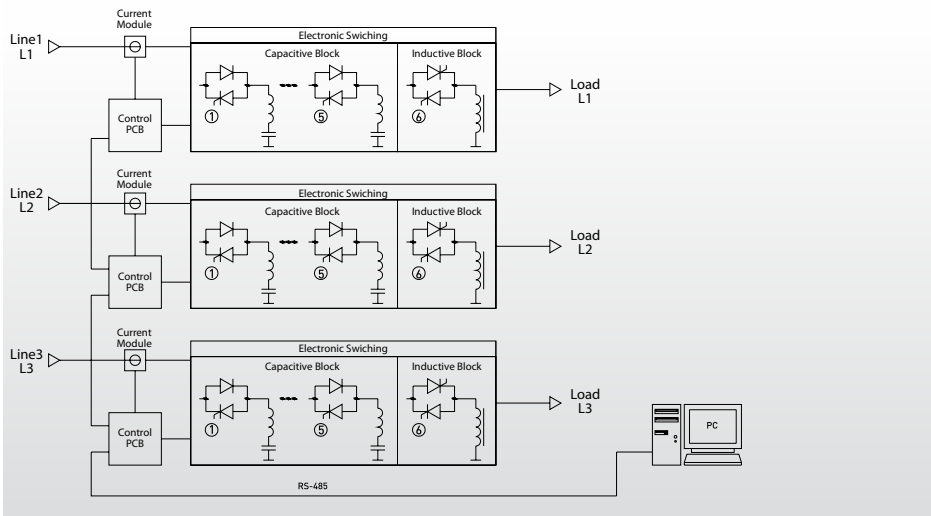 Current
Module
Line1
L1
Electronic Swiching
Capacitive Block
Inductive Block
1
5
6
Control
PCB
Load
L1
Current
Module
Line2
L2
Electronic Swiching
Capacitive Block
Inductive Block
1
5
6
Control
PCB
Load
L2
Current
Module
Line3
L3
Electronic Swiching
Capacitive Block
Inductive Block
1
5
6
Control
PCB
Load
L3
PC
RS-485